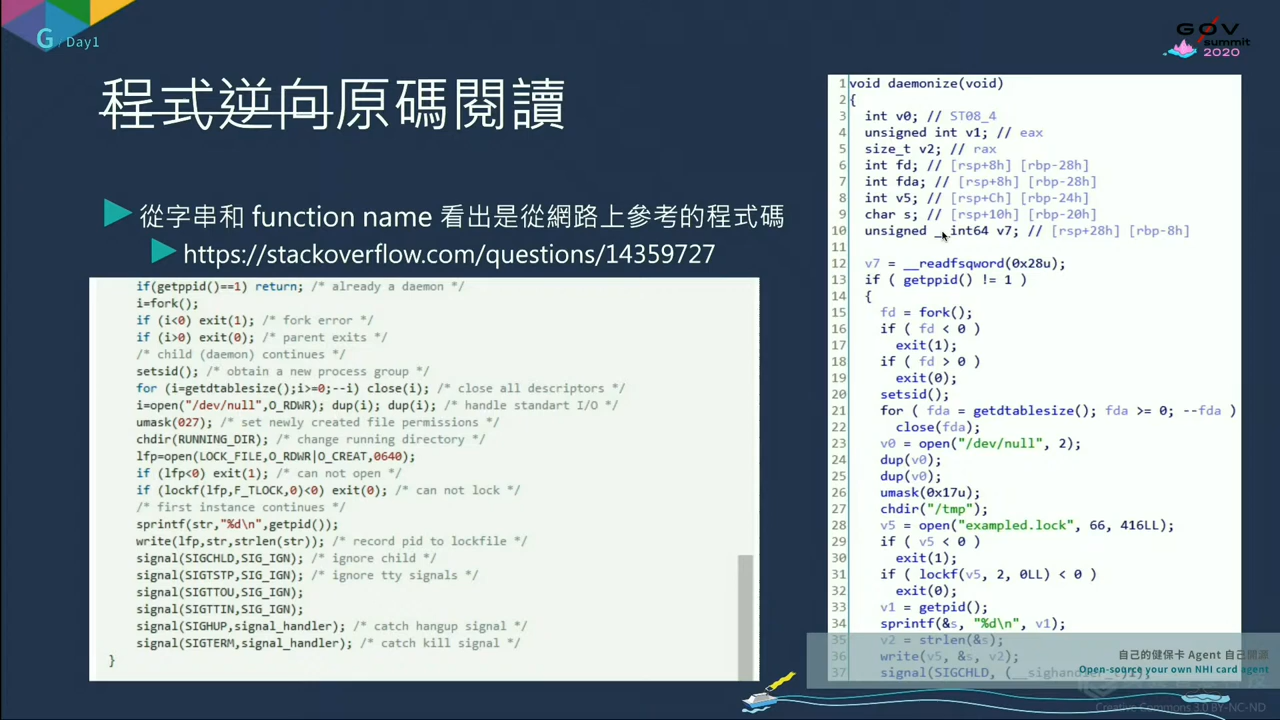 G / Day1
GOV
summit
2020
程式逆向原碼閱讀
從字串和 function name 看出是從網路上參考的程式碼
https://stackoverflow.com/questions/14359727
if(getppid()==1) return; /* already a daemon */
i=fork();
if (i<0) exit(1); /* fork error */
if (i>0) exit(0); /* parent exits */
/* child (daemon) continues */
setsid(); /* obtain a new process group */
for (i=getdtablesize();i>=0;--i) close(i); /* close all descriptors */
i=open("/dev/null",O_RDWR); dup(i); dup(i); /* handle standart I/O */
umask(027); /* set newly created file permissions */
chdir(RUNNING_DIR); /* change running directory */
lfp=open(LOCK_FILE,O_RDWR|O_CREAT,0640);
if (lfp<0) exit(1); /* can not open */
if (lockf(lfp,F_TLOCK,0)<0) exit(0); /* can not lock */
/* first instance continues */
sprintf(str,"%d\n",getpid());
write(lfp,str,strlen(str)); /* record pid to lockfile */
signal(SIGCHLD,SIG_IGN); /* ignore child */
signal(SIGTSTP,SIG_IGN); /* ignore tty signals */
signal(SIGTTOU,SIG_IGN);
signal(SIGTTIN,SIG_IGN);
signal(SIGHUP,signal_handler); /* catch hangup signal */
signal(SIGTERM,signal_handler); /* catch kill signal */
}
1 void daemonize(void)
2 {
3 int v0; // ST08_4
4 unsigned int v1; // eax
5 size_t v2; // rax
6 int fd; // [rsp+8h] [rbp-28h]
7 int fda; // [rsp+8h] [rbp-28h]
8 int v5; // [rsp+Ch] [rbp-24h]
9 char s; // [rsp+10h] [rbp-20h]
10 unsigned __int64 v7; // [rsp+28h] [rbp-8h]
11
12 v7 = __readfsqword(0x28u);
13 if ( getppid() != 1 )
14 {
15 fd = fork();
16 if ( fd < 0 )
17 exit(1);
18 if ( fd > 0 )
19 exit(0);
20 setsid();
21 for ( fda = getdtablesize(); fda >= 0; --fda )
22 close(fda);
23 v0 = open("/dev/null", 2);
24 dup(v0);
25 dup(v0);
26 umask(0x17u);
27 chdir("/tmp");
28 v5 = open("exampled.lock", 66, 416LL);
29 if ( v5 < 0 )
30 exit(1);
31 if ( lockf(v5, 2, 0LL) < 0 )
32 exit(0);
33 v1 = getpid();
34 sprintf(&s, "%d\n", v1);
35 v2 = strlen(&s);
36 write(v5, &s, v2);
37 signal(SIGCHLD, (__sighandler_t)1);
自己的健保卡 Agent 自己開源
Open-source your own NHI card agent
Creative Commons 3.0 BY-NC-ND